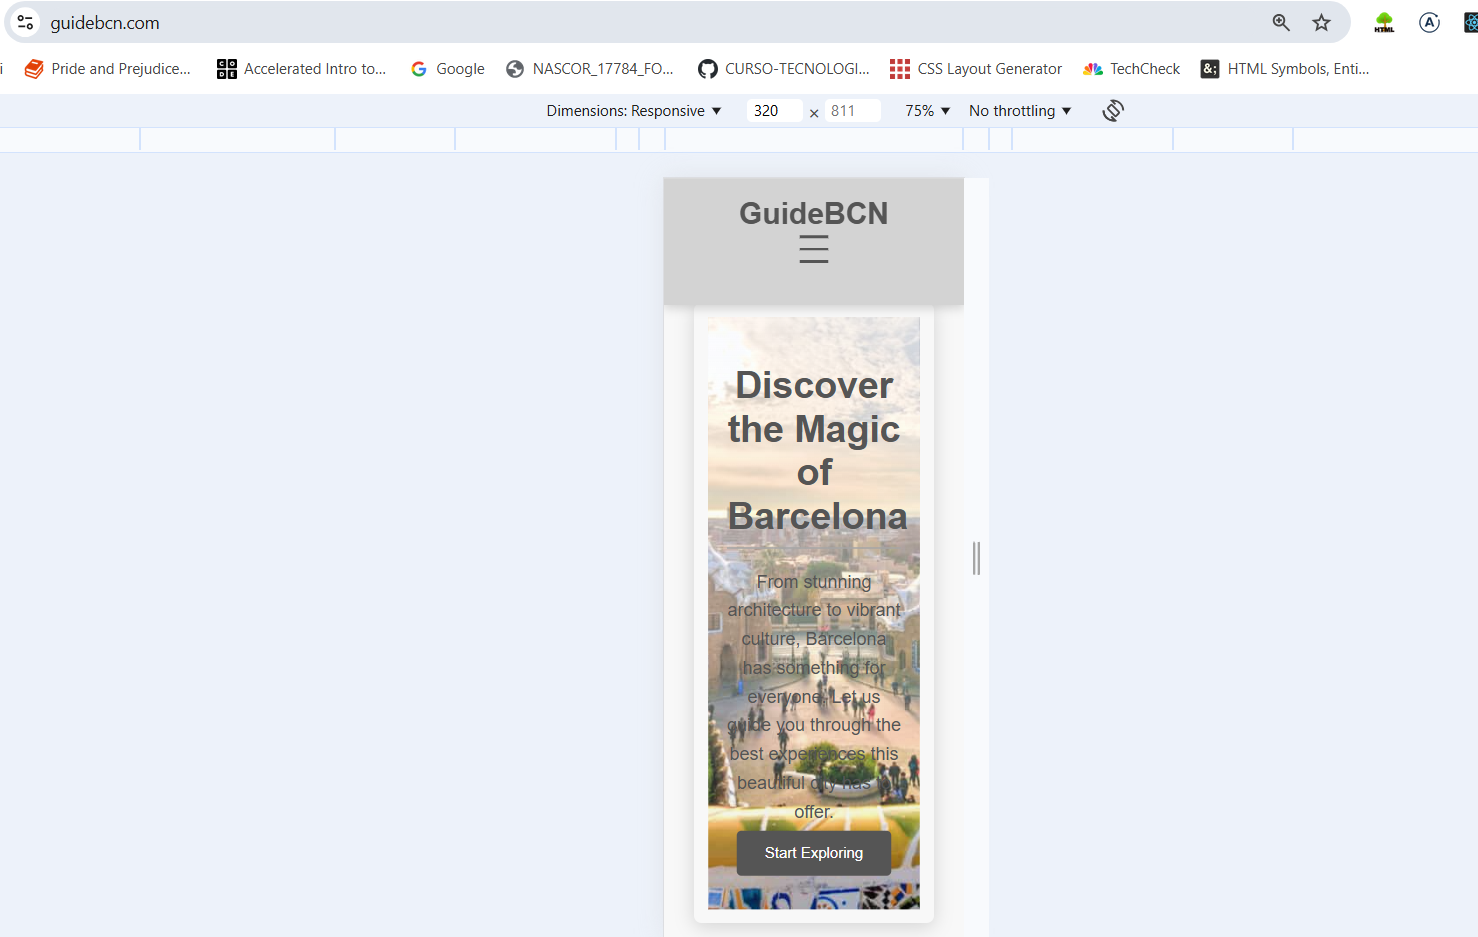 guidebcn.com
i Pride and Prejudice... Accelerated Intro to... Google NASCOR_17784_FO... CURSO-TECNOLOGI... CSS Layout Generator TechCheck HTML Symbols, Enti...
Dimensions: Responsive ▼ 320 × 811 75% ▼ No throttling ▼
GuideBCN
Discover
the Magic
of
Barcelona
From stunning
architecture to vibrant
culture, Barcelona
has something for
everyone. Let us
guide you through the
best experiences this
beautiful city has to
offer.
Start Exploring